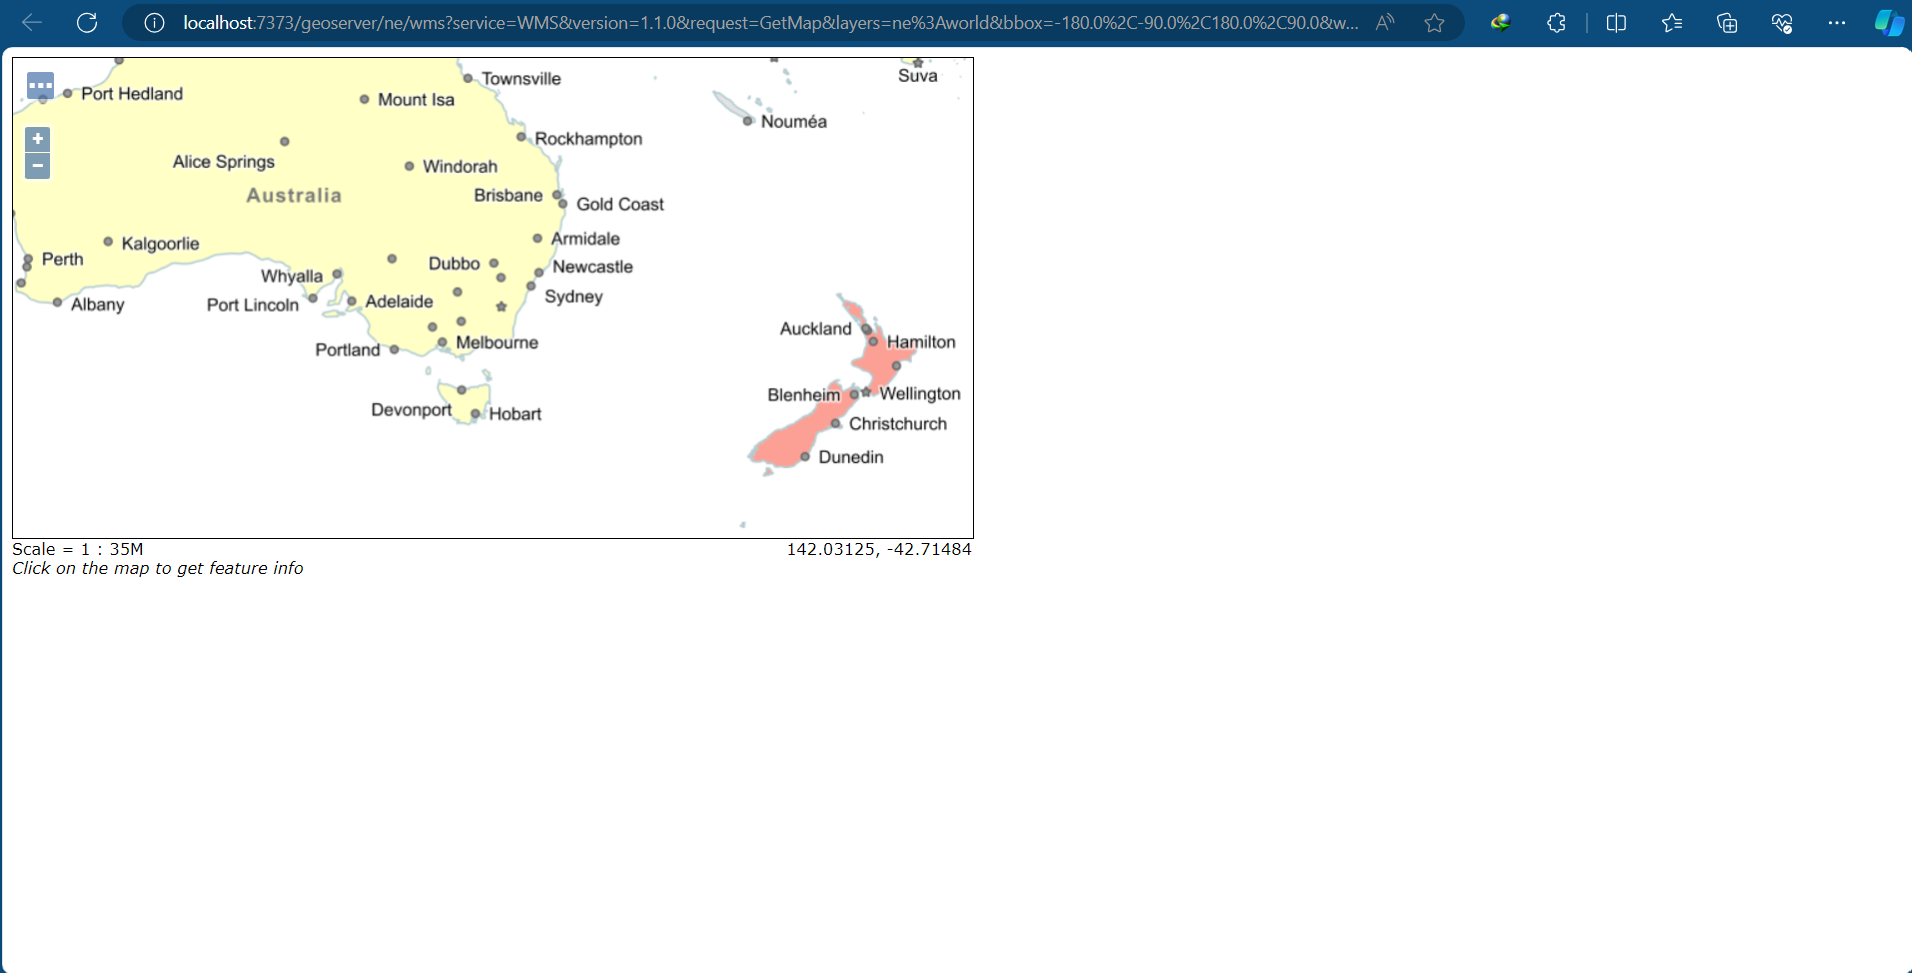 localhost:7373/geoserver/ne/wms?service=WMS&version=1.1.0&request=GetMap&layers=ne%3Aworld&bbox=-180.0%2C-90.0%2C180.0%2C90.0&w...
Townsville
Suva
Port Hedland
Mount Isa
Nouméa
Rockhampton
Alice Springs
Windorah
Australia
Brisbane
Gold Coast
Armidale
Kalgoorlie
Perth
Dubbo
Newcastle
Whyalla
Sydney
Albany
Port Lincoln
Adelaide
Auckland
Hamilton
Melbourne
Portland
Blenheim
Wellington
Devonport
Hobart
Christchurch
Dunedin
Scale = 1 : 35M
142.03125, -42.71484
Click on the map to get feature info